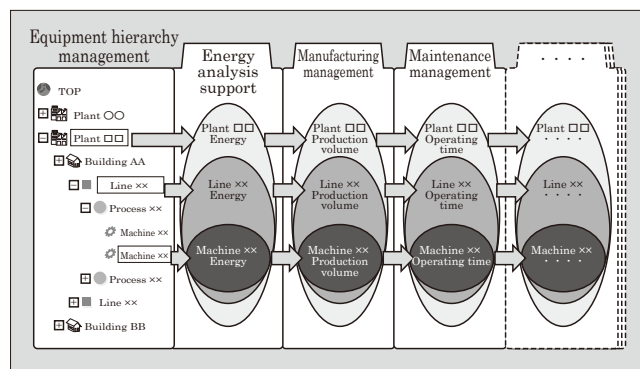 Equipment hierarchy
management
TOP
Plant ○○
Plant □□
Building AA
Line ××
Process ××
Machine ××
Machine ××
Process ××
Line ××
Building BB
Energy
analysis
support
Plant □□
Energy
Line ××
Energy
Machine ××
Energy
Manufacturing
management
Plant □□
Production
volume
Line ××
Production
volume
Machine ××
Production
volume
Maintenance
management
Plant □□
Operating
time
Line ××
Operating
time
Machine ××
Operating time
· · · ·
Plant □□
· · · ·
Line ××
· · · ·
Machine ××
· · · ·